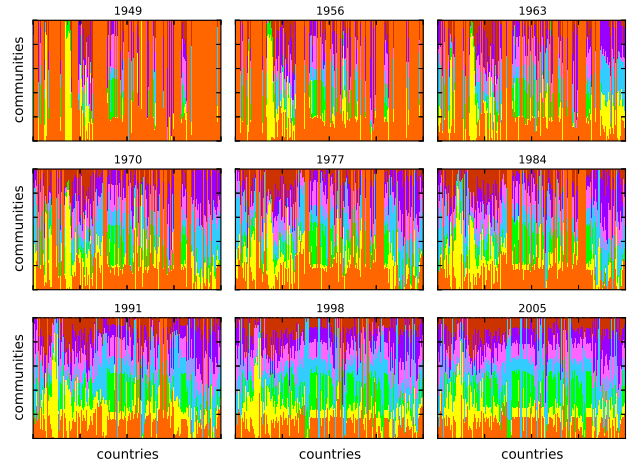 1949
1956
1963
communities
1970
1977
1984
communities
1991
1998
2005
communities
countries
countries
countries